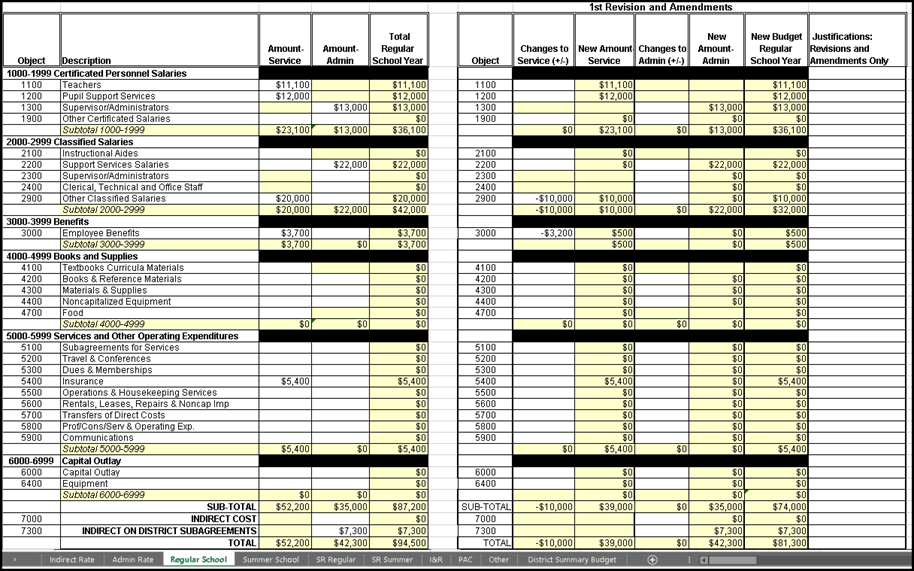 1st Revision and Amendments
Total New New Budget Justifications:
Amount- Amount- Regular Changes to New Amount Changes to Amount- Regular Revisions and
Object Description Service Admin School Year Object Service (+/-) Service Admin (+/-) Admin School Year Amendments Only
1000-1999 Certificated Personnel Salaries
1100 Teachers $11,100 $11,100 1100 $11,100 $11,100
1200 Pupil Support Services $12,000 $12,000 1200 $12,000 $12,000
1300 Supervisor/Administrators $13,000 $13,000 1300 $13,000 $13,000
1900 Other Certificated Salaries $0 1900 $0 $0 $0
Subtotal 1000-1999 $23,100 $13,000 $36,100 $0 $23,100 $0 $13,000 $36,100
2000-2999 Classified Salaries
2100 Instructional Aides $0 2100 $0 $0
2200 Support Services Salaries $22,000 $22,000 2200 $0 $22,000 $22,000
2300 Supervisor/Administrators $0 2300 $0 $0
2400 Clerical, Technical and Office Staff $0 2400 $0 $0
2900 Other Classified Salaries $20,000 $20,000 2900 -$10,000 $10,000 $0 $10,000
Subtotal 2000-2999 $20,000 $22,000 $42,000 -$10,000 $10,000 $0 $22,000 $32,000
3000-3999 Benefits
3000 Employee Benefits $3,700 $3,700 3000 -$3,200 $500 $0 $500
Subtotal 3000-3999 $3,700 $0 $3,700 $500 $0 $500
4000-4999 Books and Supplies
4100 Textbooks Curricula Materials $0 4100 $0 $0
4200 Books & Reference Materials $0 4200 $0 $0 $0
4300 Materials & Supplies $0 4300 $0 $0 $0
4400 Noncapitalized Equipment $0 4400 $0 $0 $0
4700 Food $0 4700 $0 $0
Subtotal 4000-4999 $0 $0 $0 $0 $0 $0 $0 $0
5000-5999 Services and Other Operating Expenditures
5100 Subagreements for Services $0 5100 $0 $0 $0
5200 Travel & Conferences $0 5200 $0 $0 $0
5300 Dues & Memberships $0 5300 $0 $0 $0
5400 Insurance $5,400 $5,400 5400 $5,400 $0 $5,400
5500 Operations & Housekeeping Services $0 5500 $0 $0 $0
5600 Rentals, Leases, Repairs & Noncap Imp $0 5600 $0 $0 $0
5700 Transfers of Direct Costs $0 5700 $0 $0 $0
5800 Prof/Cons/Serv & Operating Exp. $0 5800 $0 $0 $0
5900 Communications $0 5900 $0 $0 $0
Subtotal 5000-5999 $5,400 $0 $5,400 $0 $5,400 $0 $0 $5,400
6000-6999 Capital Outlay
6000 Capital Outlay $0 6000 $0 $0 $0
6400 Equipment $0 6400 $0 $0 $0
Subtotal 6000-6999 $0 $0 $0 $0 $0 $0
SUB-TOTAL $52,200 $35,000 $87,200 SUB-TOTAL -$10,000 $39,000 $0 $35,000 $74,000
7000 INDIRECT COST $0 7000 $0 $0
7300 INDIRECT ON DISTRICT SUBAGREEMENTS $7,300 $7,300 7300 $7,300 $7,300
TOTAL $52,200 $42,300 $94,500 TOTAL -$10,000 $39,000 $0 $42,300 $81,300
Indirect Rate Admin Rate Regular School Summer School SR Regular SR Summer I&R PAC Other District Summary Budget